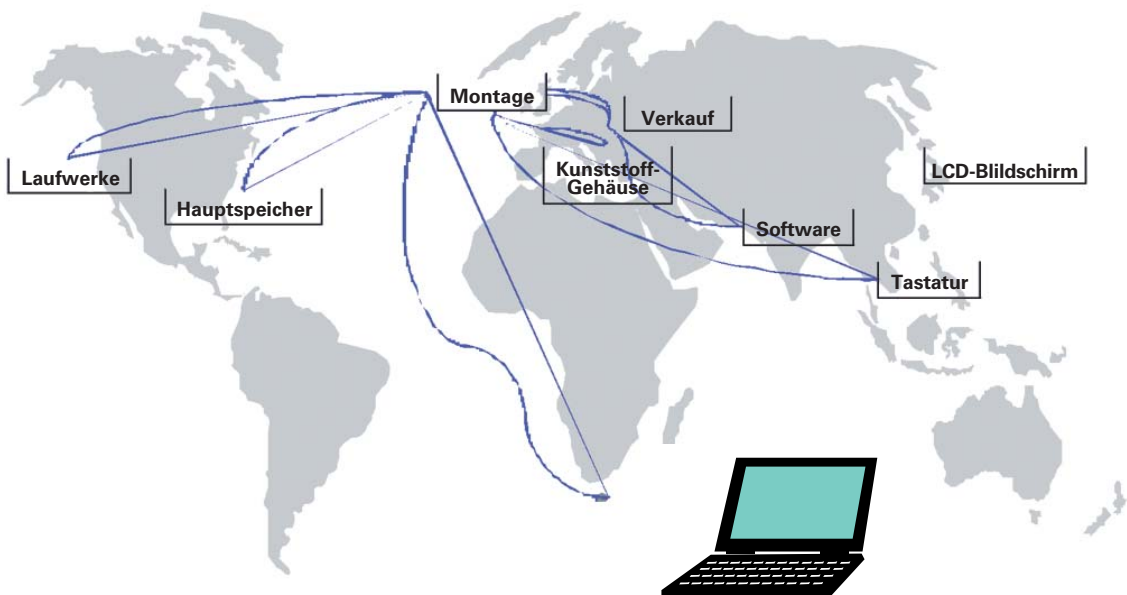 Montage
Verkauf
Laufwerke
Hauptspeicher
Kunststoff-
Gehäuse
LCD-Blildschirm
Software
Tastatur